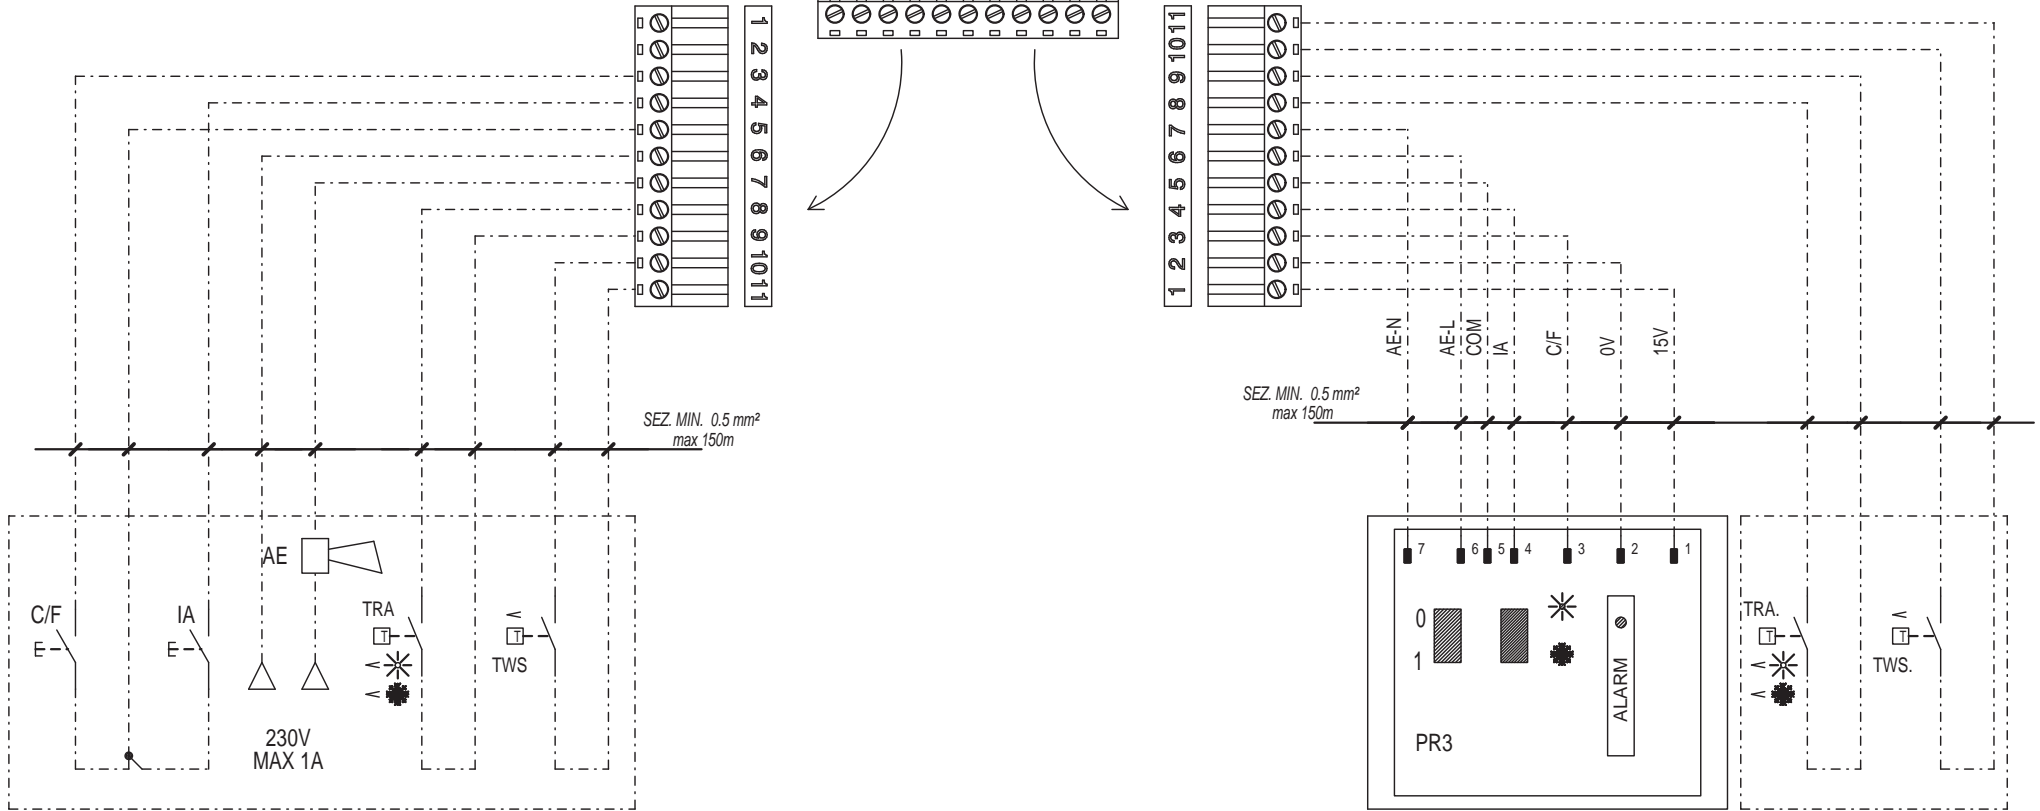 1
2
3
4
5
6
7
8
9
10
11
11
10
9
8
7
6
5
4
3
2
1
AE-N
AE-L
COM
IA
C/F
0V
15V
SEZ. MIN. 0.5 mm²
max 150m
SEZ. MIN. 0.5 mm²
max 150m
C/F
IA
AE
TRA
T
T
TWS
230V
MAX 1A
7
6
5
4
3
2
1
0
1
ALARM
PR3
TRA.
T
T
TWS.